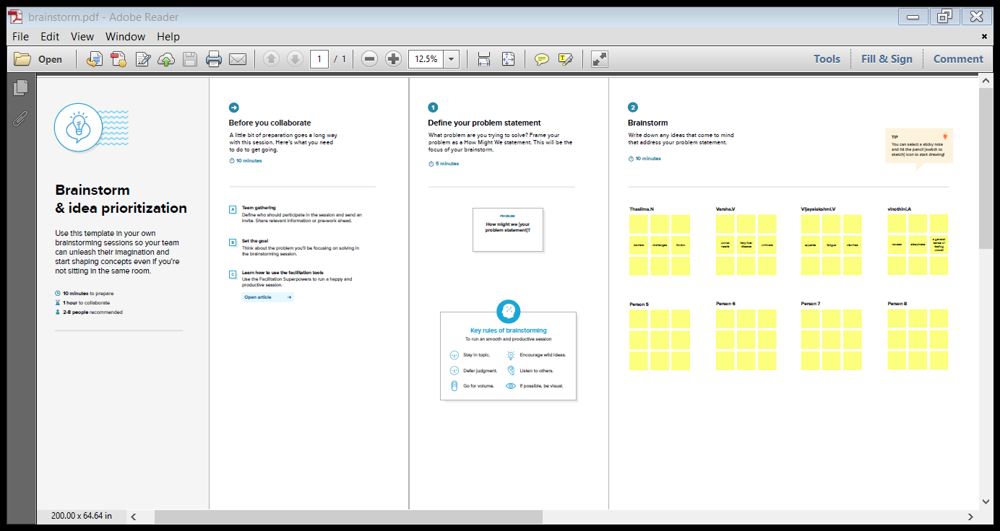 brainstorm.pdf - Adobe Reader
File Edit View Window Help
Open 1 / 1 12.5% Tools Fill & Sign Comment
Brainstorm
& idea prioritization
Use this template in your own
brainstorming sessions so your team
can unleash their imagination and
start shaping concepts even if you're
not sitting in the same room.
10 minutes to prepare
1 hour to collaborate
2-8 people recommended
Before you collaborate
A little bit of preparation goes a long way
with this session. Here's what you need
to do to get going.
10 minutes
A Team gathering
Define who should participate in the session and send an
invite. Share relevant information or pre-work ahead.
B Set the goal
Think about the problem you'll be focusing on solving in
the brainstorming session.
C Learn how to use the facilitation tools
Use the Facilitation Superpowers to run a happy and
productive session.
Open article
1
Define your problem statement
What problem are you trying to solve? Frame your
problem as a How Might We statement. This will be the
focus of your brainstorm.
5 minutes
PROBLEM
How might we [your
problem statement]?
Key rules of brainstorming
To run an smooth and productive session
Stay in topic. Encourage wild ideas.
Defer judgment. Listen to others.
Go for volume. If possible, be visual.
2
Brainstorm
Write down any ideas that come to mind
that address your problem statement.
10 minutes
TIP
You can select a sticky note
and hit the pencil [switch to
sketch] icon to start drawing!
Thaslima.N Varsha.V Vijayalakshmi.V vinothini.A
barriers challenges
unmet
needs
fatty liver
disease
cirrhosis
appetite fatigue diarrhea
nausea sleepiness
a general
sense of
feeling
unwell
Person 5 Person 6 Person 7 Person 8
200.00 x 64.64 in